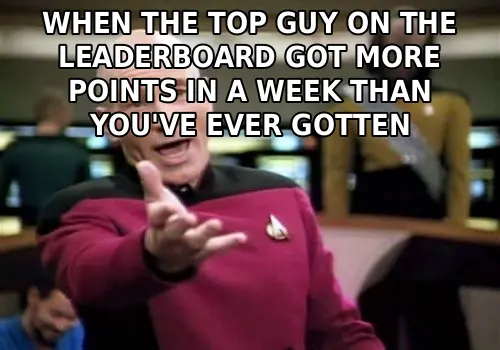 WHEN THE TOP GUY ON THE
LEADERBOARD GOT MORE
POINTS IN A WEEK THAN
YOU'VE EVER GOTTEN